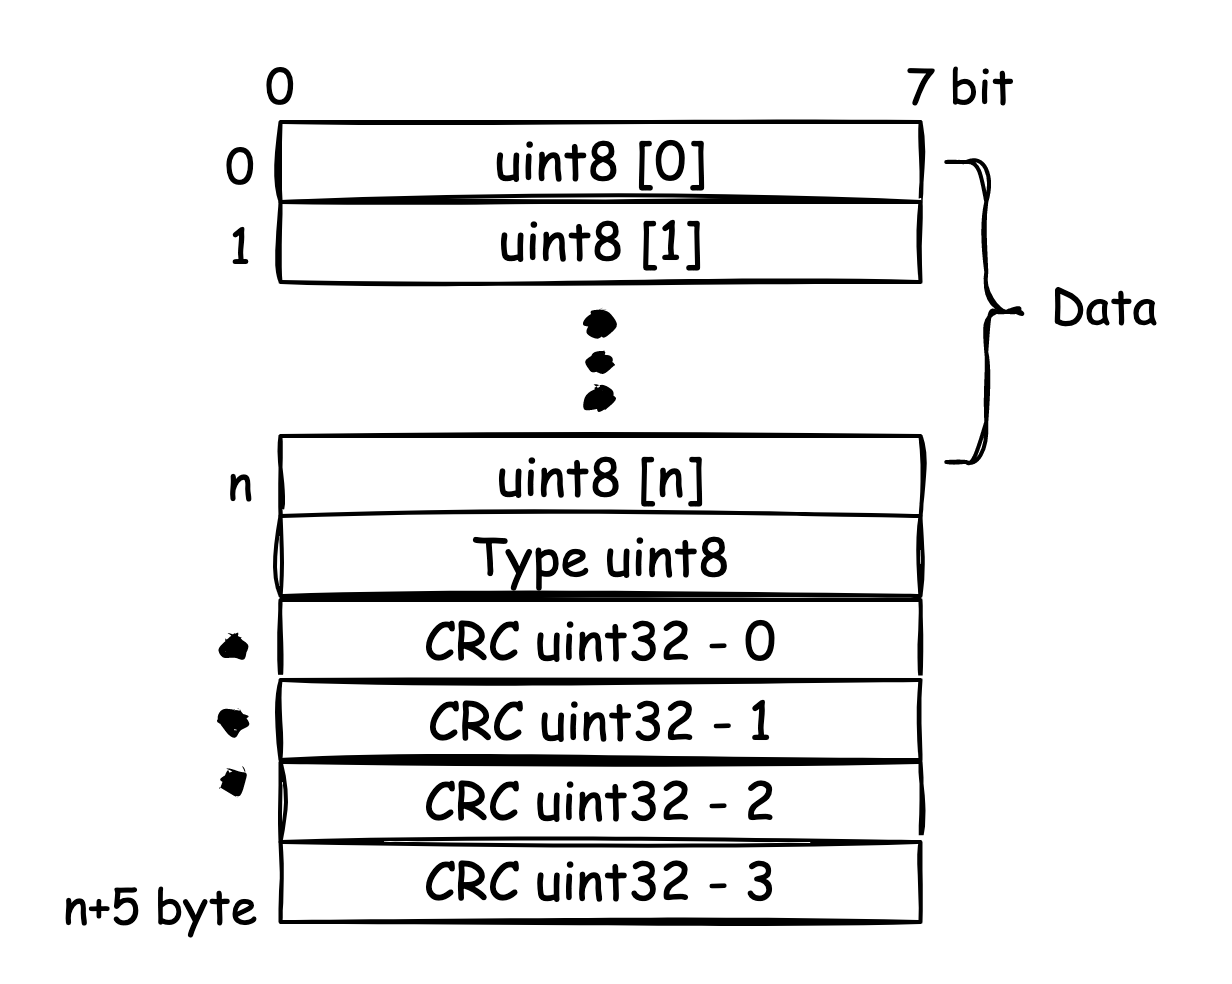 0 7 bit
0 uint8 [0]
1 uint8 [1]
Data
n uint8 [n]
Type uint8
CRC uint32 - 0
CRC uint32 - 1
CRC uint32 - 2
CRC uint32 - 3
n+5 byte